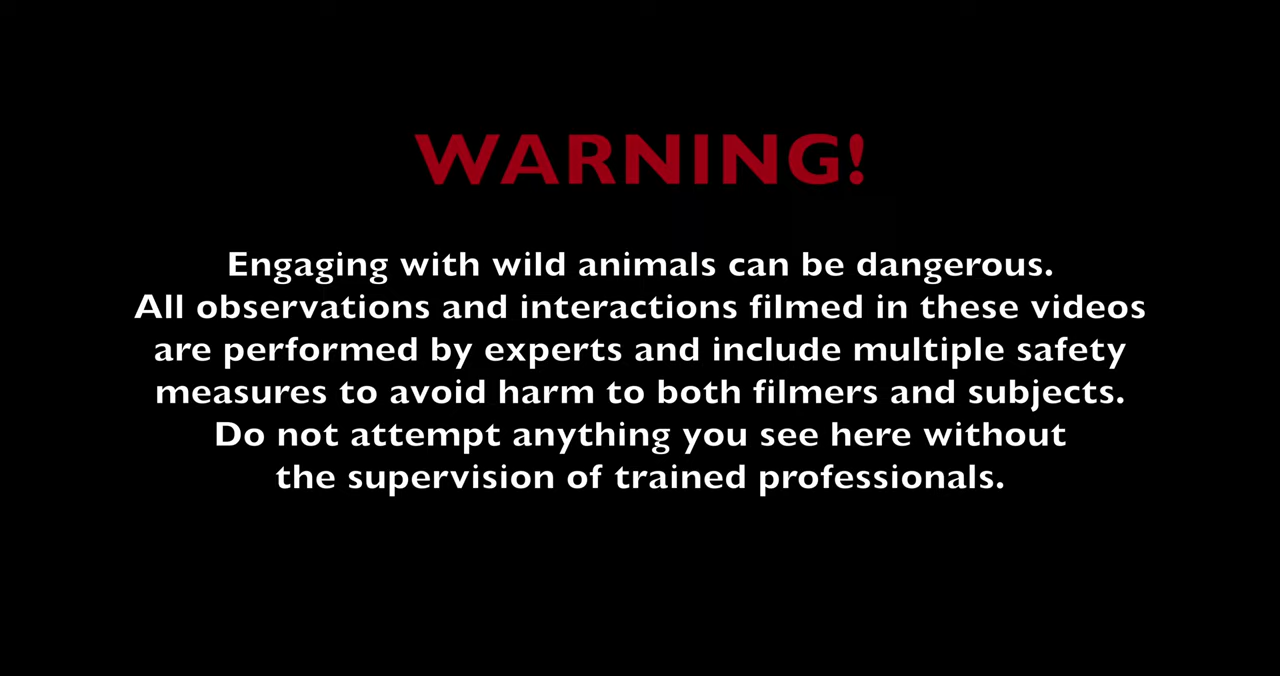 WARNING!
Engaging with wild animals can be dangerous.
All observations and interactions filmed in these videos
are performed by experts and include multiple safety
measures to avoid harm to both filmers and subjects.
Do not attempt anything you see here without
the supervision of trained professionals.